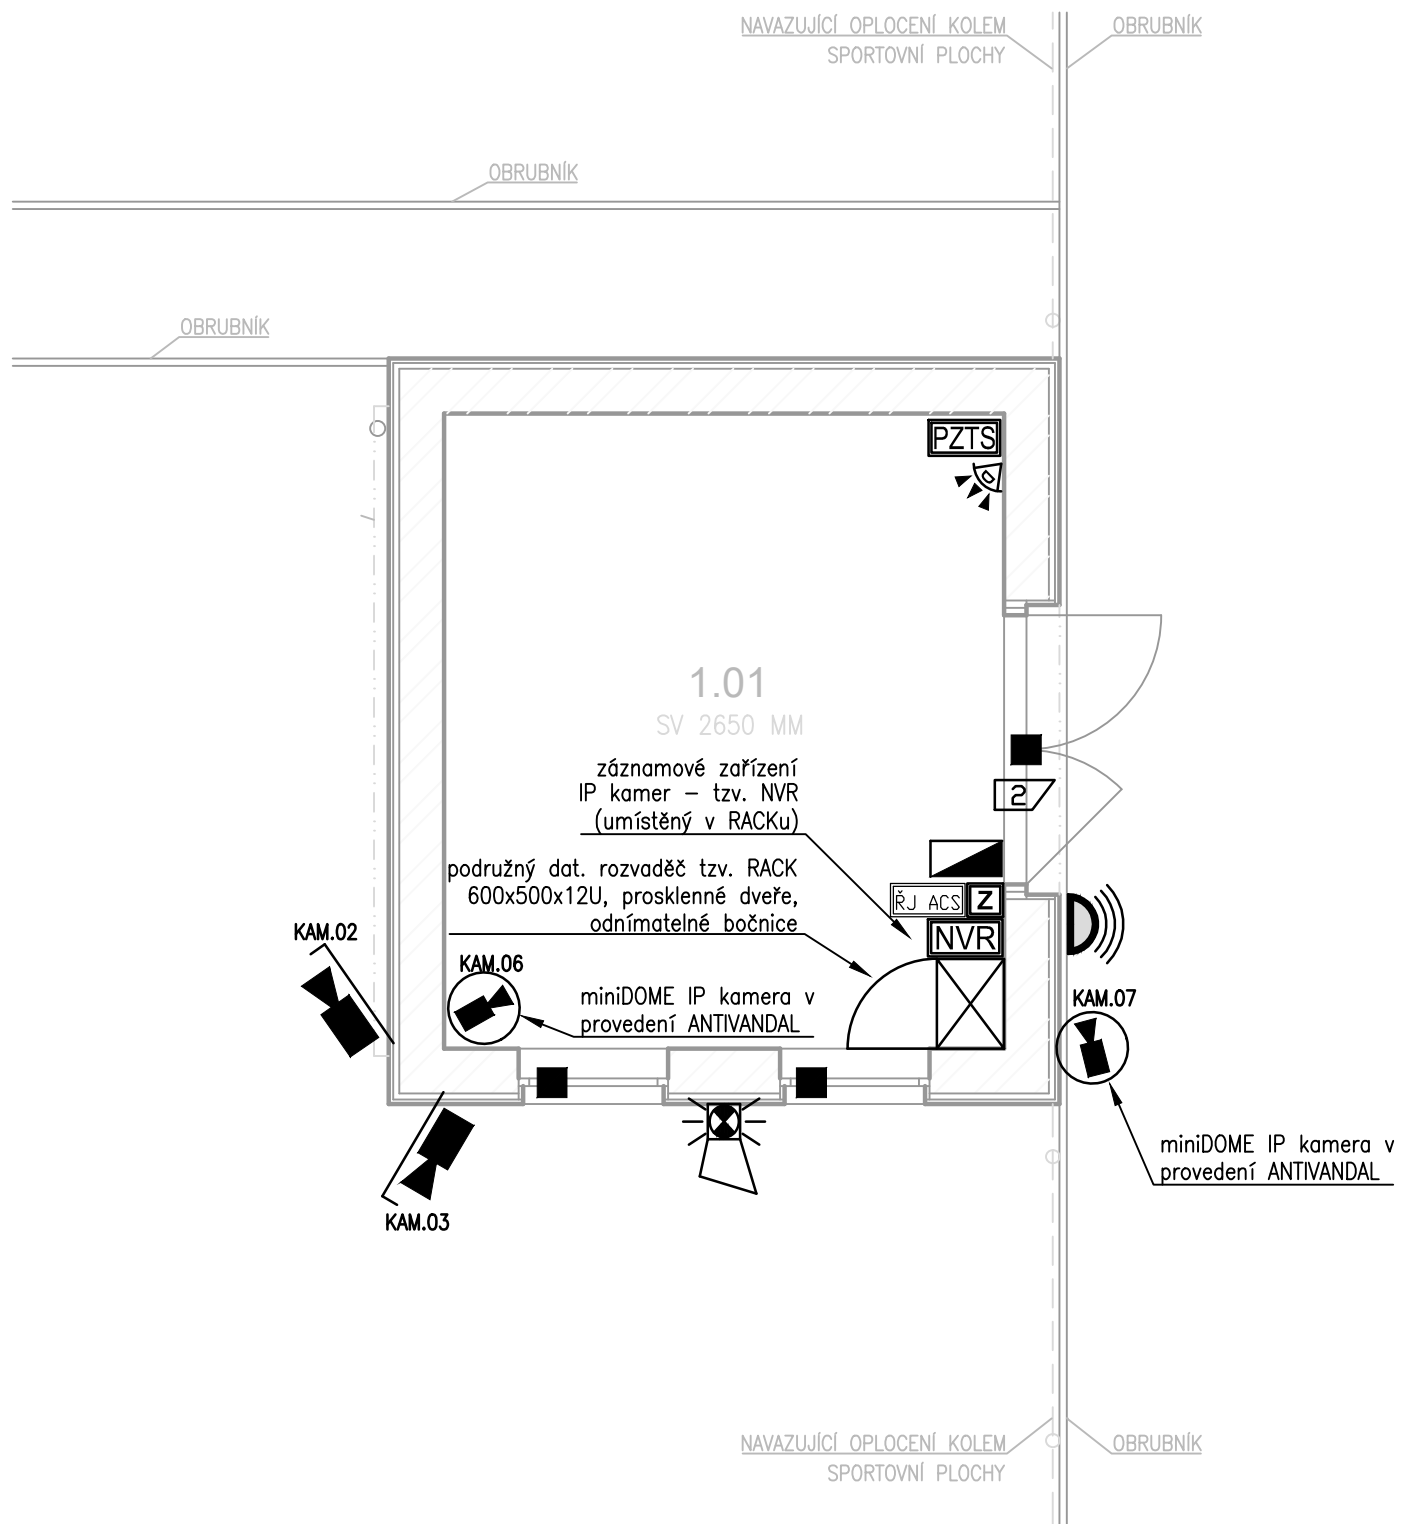 NAVAZUJÍCÍ OPLOCENÍ KOLEM
SPORTOVNÍ PLOCHY
OBRUBNÍK
OBRUBNÍK
OBRUBNÍK
PZTS
D
1.01
SV 2650 MM
záznamové zařízení
IP kamer – tzv. NVR
(umístěný v RACKu)
2
podružný dat. rozvaděč tzv. RACK
600x500x12U, prosklenné dveře,
odnímatelné bočnice
ŘJ ACS
Z
NVR
KAM.02
KAM.06
miniDOME IP kamera v
provedení ANTIVANDAL
KAM.07
miniDOME IP kamera v
provedení ANTIVANDAL
KAM.03
NAVAZUJÍCÍ OPLOCENÍ KOLEM
SPORTOVNÍ PLOCHY
OBRUBNÍK